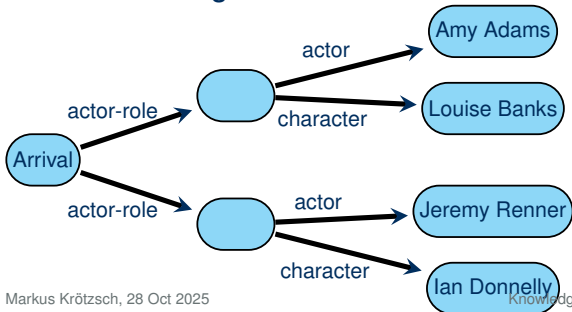 Amy Adams
actor
Louise Banks
actor-role
character
Arrival
actor-role
actor
Jeremy Renner
character
Ian Donnelly
Markus Krötzsch, 28 Oct 2025